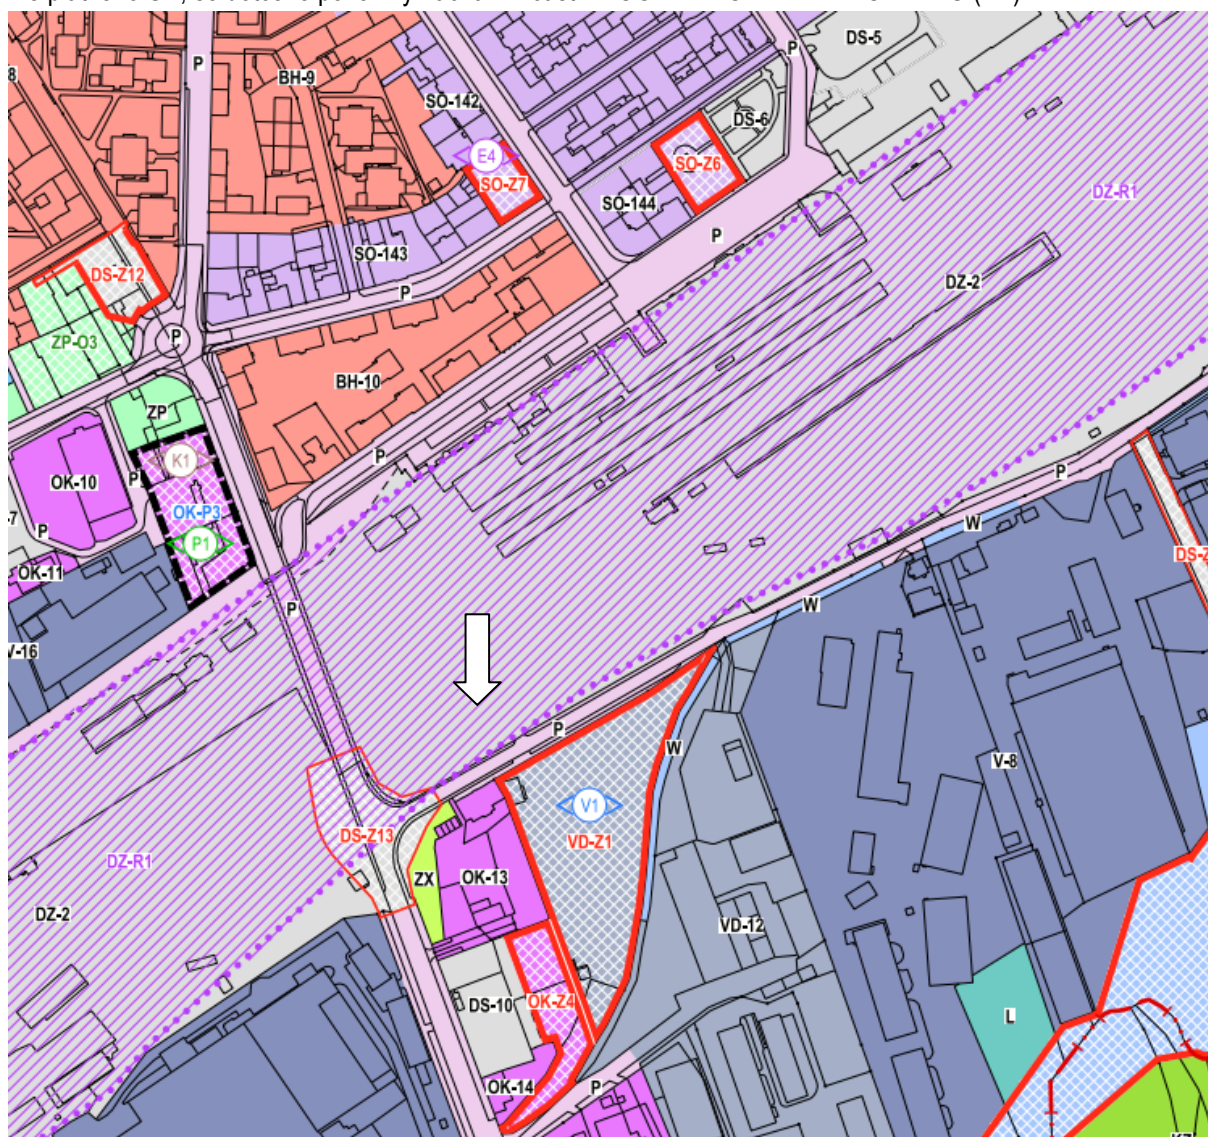 P
DS-5
BH-9
SO-142
DS-6
E4
SO-Z6
SO-Z7
DZ-R1
SO-144
P
SO-143
DS-Z12
DZ-2
P
P
ZP-O3
BH-10
ZP
P
K1
P
OK-10
P
OK-P3
W
P
P1
OK-11
P
W
V-16
P
W
V-8
V1
DS-Z13
VD-Z1
DZ-R1
ZX
OK-13
DZ-2
VD-12
DS-10
OK-Z4
L
OK-14
P